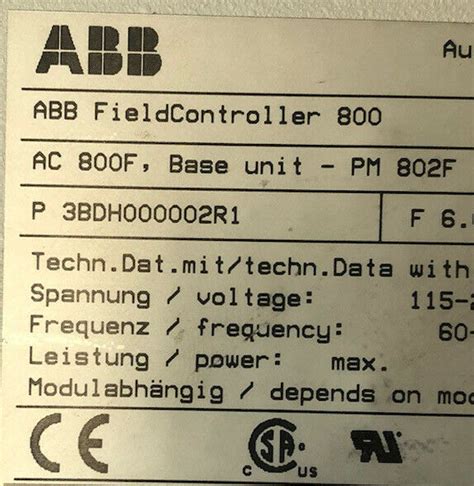 ABB Au
ABB FieldController 800
AC 800F, Base unit - PM 802F
P 3BDH000002R1 F 6.
Techn.Dat.mit/techn.Data with
Spannung / voltage: 115-2
Frequenz / frequency: 60-
Leistung / power: max.
Modulabhängig / depends on mod
CE c SA us